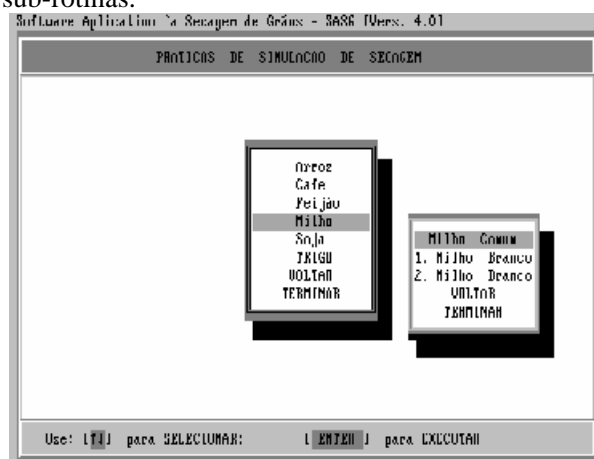 sub-rotinas.
Software Aplicativo `a Secagem de Grãos - SASG [Vers. 4.0]
PRATICAS DE SIMULACAO DE SECAGEM
Arroz
Cafe
Feijão
Milho
Soja
TRIGO
VOLTAR
TERMINAR
Milho Comum
1. Milho Branco
2. Milho Branco
VOLTAR
TERMINAR
Use: [↑↓] para SELECIONAR: [ ENTER ] para EXECUTAR